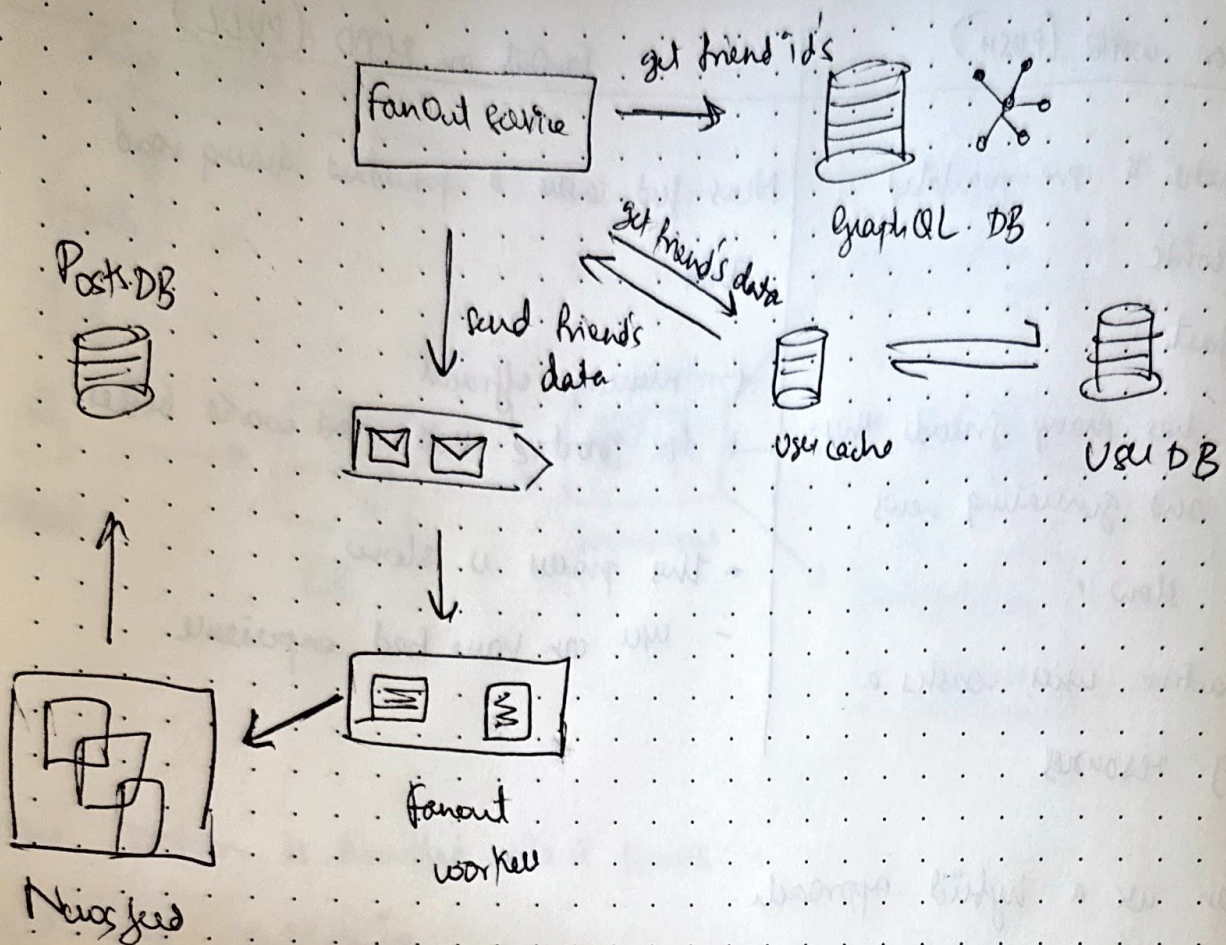 get friend id's
FanOut service
GraphQL DB
get friend's data
Posts DB
send friend's
data
User cache
User DB
fanout
worker
News feed